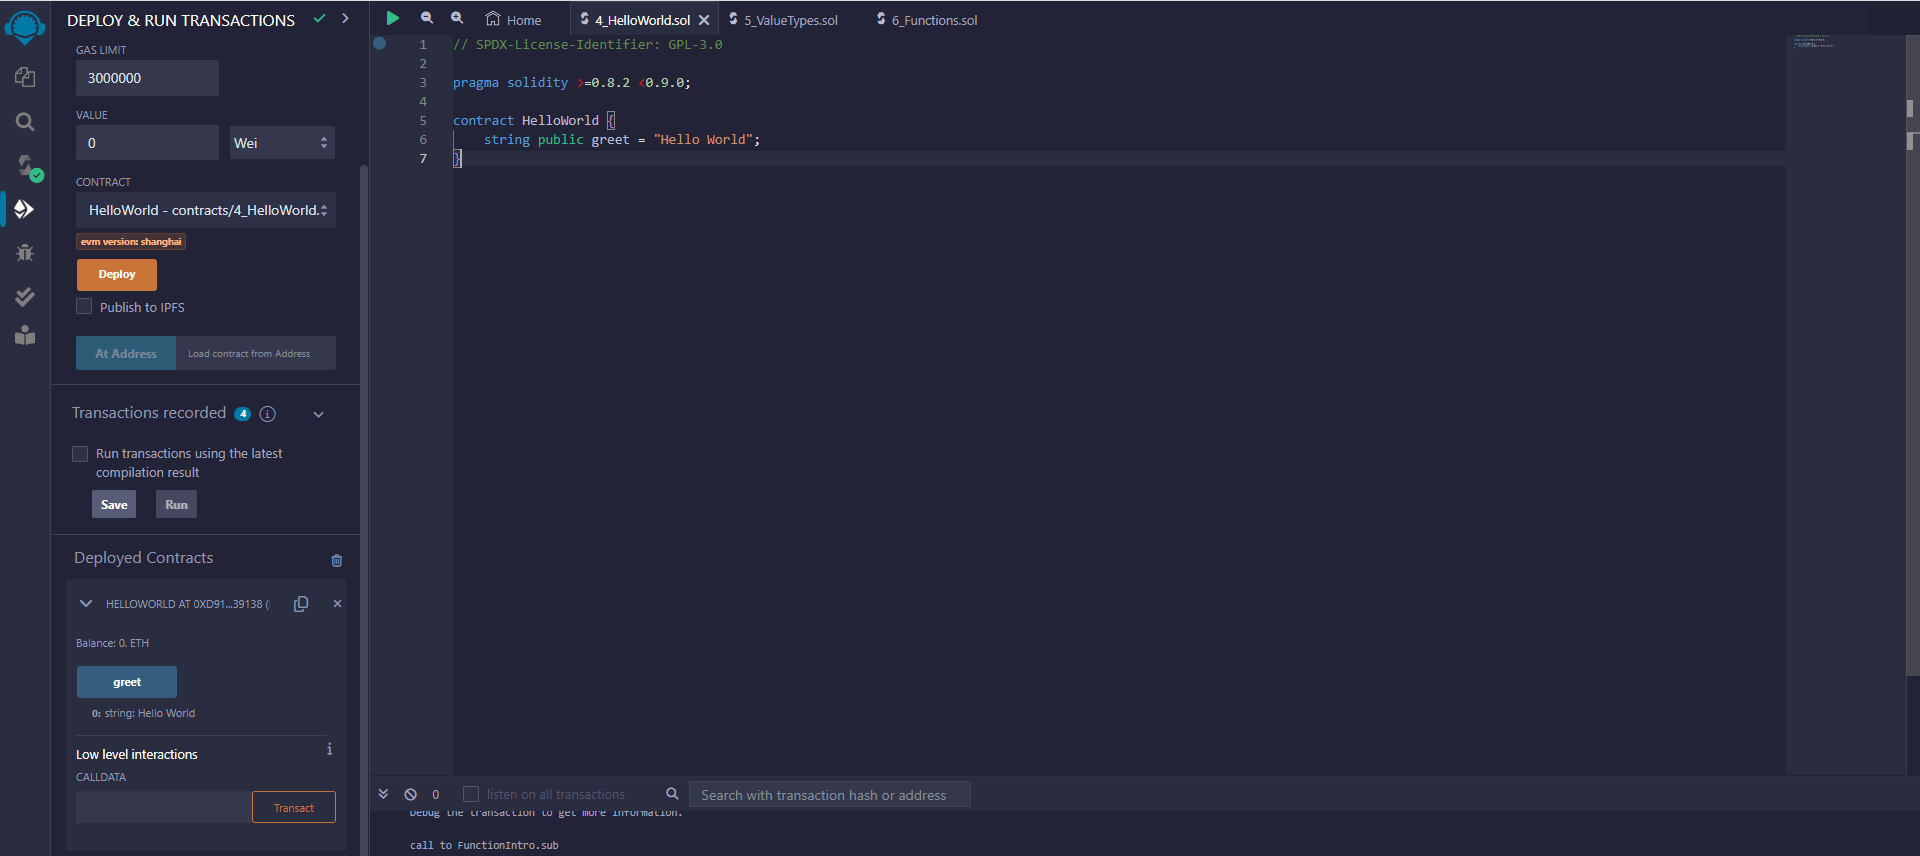 DEPLOY & RUN TRANSACTIONS
GAS LIMIT
3000000
VALUE
0
Wei
CONTRACT
HelloWorld - contracts/4_HelloWorld.
evm version: shanghai
Deploy
Publish to IPFS
At Address
Load contract from Address
Transactions recorded 4 i
Run transactions using the latest
compilation result
Save
Run
Deployed Contracts
HELLOWORLD AT 0XD91...39138 (
Balance: 0. ETH
greet
0: string: Hello World
Low level interactions
i
CALLDATA
Transact
Home
4_HelloWorld.sol
5_ValueTypes.sol
6_Functions.sol
1 // SPDX-License-Identifier: GPL-3.0
2
3 pragma solidity >=0.8.2 <0.9.0;
4
5 contract HelloWorld {
6 string public greet = "Hello World";
7 }
0
listen on all transactions
Search with transaction hash or address
Debug the transaction to get more information.
call to FunctionIntro.sub